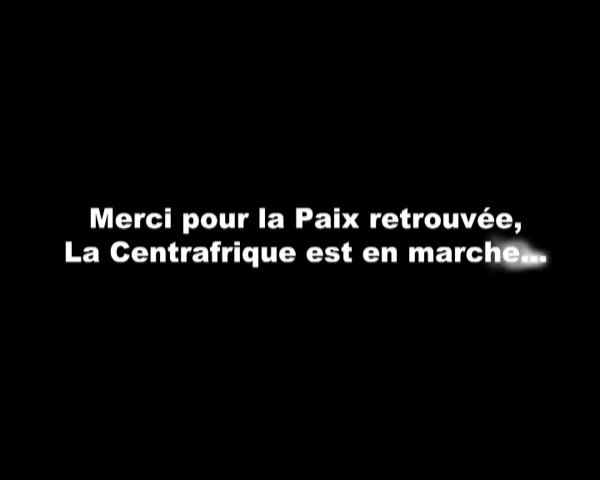 Merci pour la Paix retrouvée,
La Centrafrique est en marche...